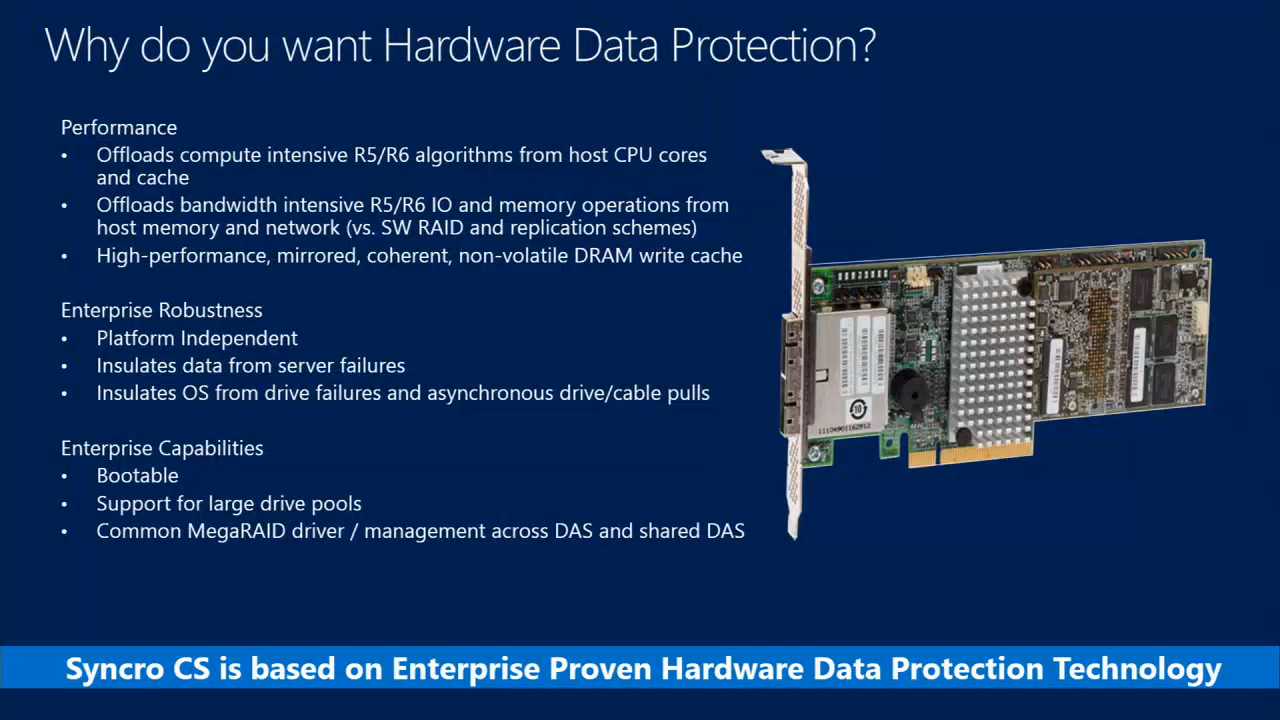 Why do you want Hardware Data Protection?
Performance
• Offloads compute intensive R5/R6 algorithms from host CPU cores
and cache
• Offloads bandwidth intensive R5/R6 IO and memory operations from
host memory and network (vs. SW RAID and replication schemes)
• High-performance, mirrored, coherent, non-volatile DRAM write cache
Enterprise Robustness
• Platform Independent
• Insulates data from server failures
• Insulates OS from drive failures and asynchronous drive/cable pulls
Enterprise Capabilities
• Bootable
• Support for large drive pools
• Common MegaRAID driver / management across DAS and shared DAS
Syncro CS is based on Enterprise Proven Hardware Data Protection Technology